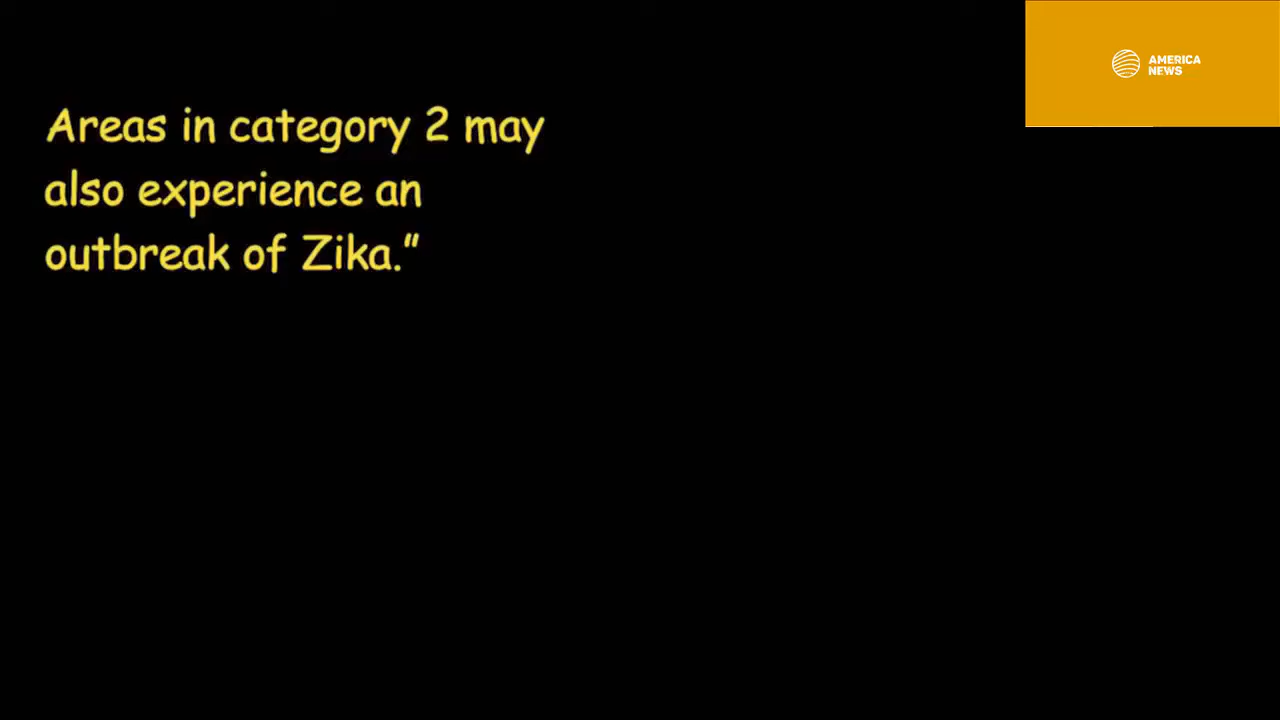 AMERICA
NEWS
Areas in category 2 may
also experience an
outbreak of Zika.”